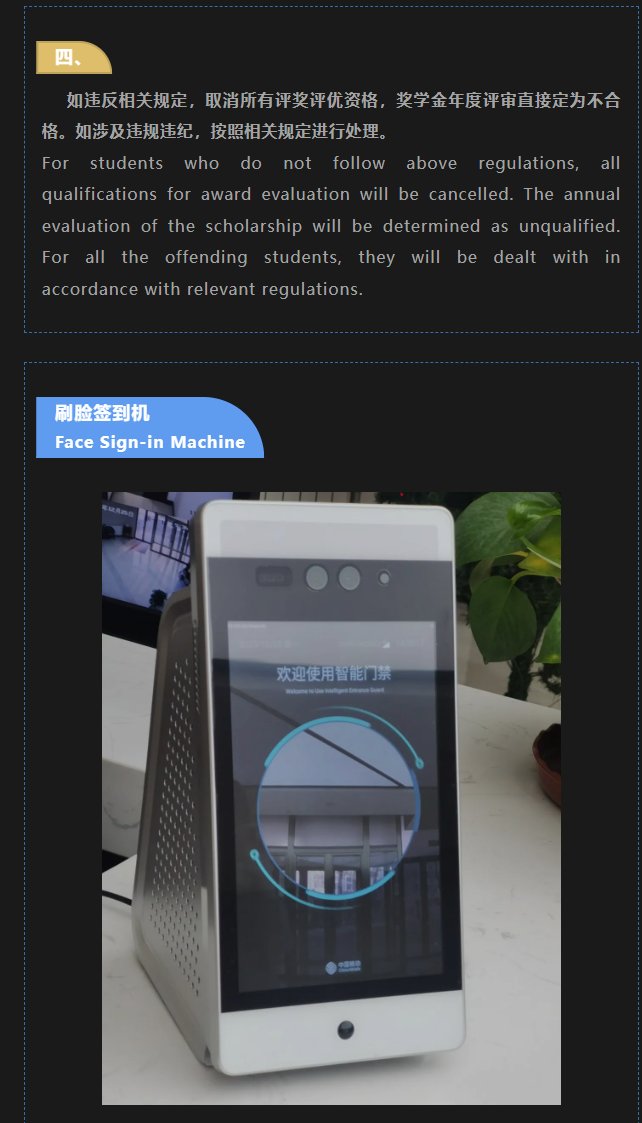 四、
如违反相关规定，取消所有评奖评优资格，奖学金年度评审直接定为不合
格。如涉及违规违纪，按照相关规定进行处理。
For students who do not follow above regulations, all
qualifications for award evaluation will be cancelled. The annual
evaluation of the scholarship will be determined as unqualified.
For all the offending students, they will be dealt with in
accordance with relevant regulations.
刷脸签到机
Face Sign-in Machine
欢迎使用智能门禁
Welcome to Use Intelligent Entrance Guard
中国移动
China Mobile